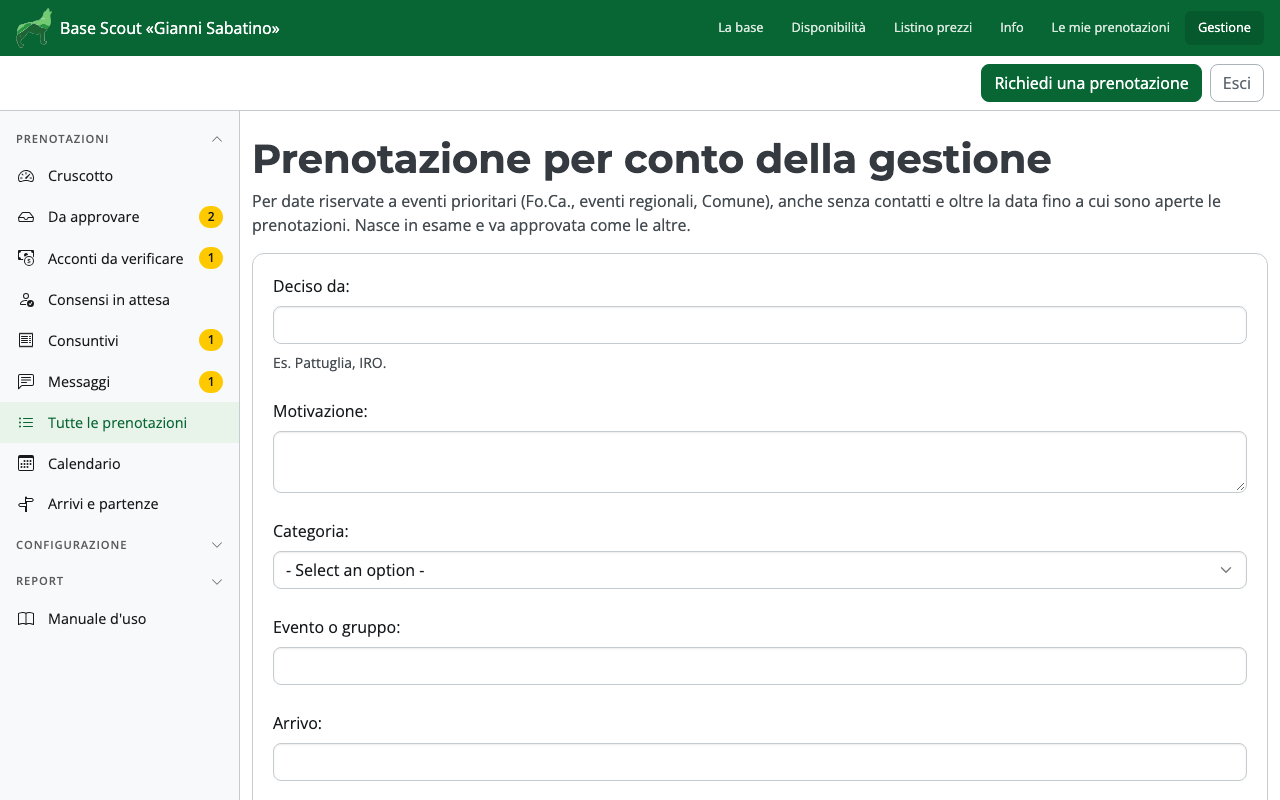 Base Scout «Gianni Sabatino»
La base
Disponibilità
Listino prezzi
Info
Le mie prenotazioni
Gestione
Richiedi una prenotazione
Esci
PRENOTAZIONI
Cruscotto
Da approvare 2
Acconti da verificare 1
Consensi in attesa
Consuntivi 1
Messaggi 1
Tutte le prenotazioni
Calendario
Arrivi e partenze
CONFIGURAZIONE
REPORT
Manuale d'uso
Prenotazione per conto della gestione
Per date riservate a eventi prioritari (Fo.Ca., eventi regionali, Comune), anche senza contatti e oltre la data fino a cui sono aperte le
prenotazioni. Nasce in esame e va approvata come le altre.
Deciso da:
Es. Pattuglia, IRO.
Motivazione:
Categoria:
- Select an option -
Evento o gruppo:
Arrivo: